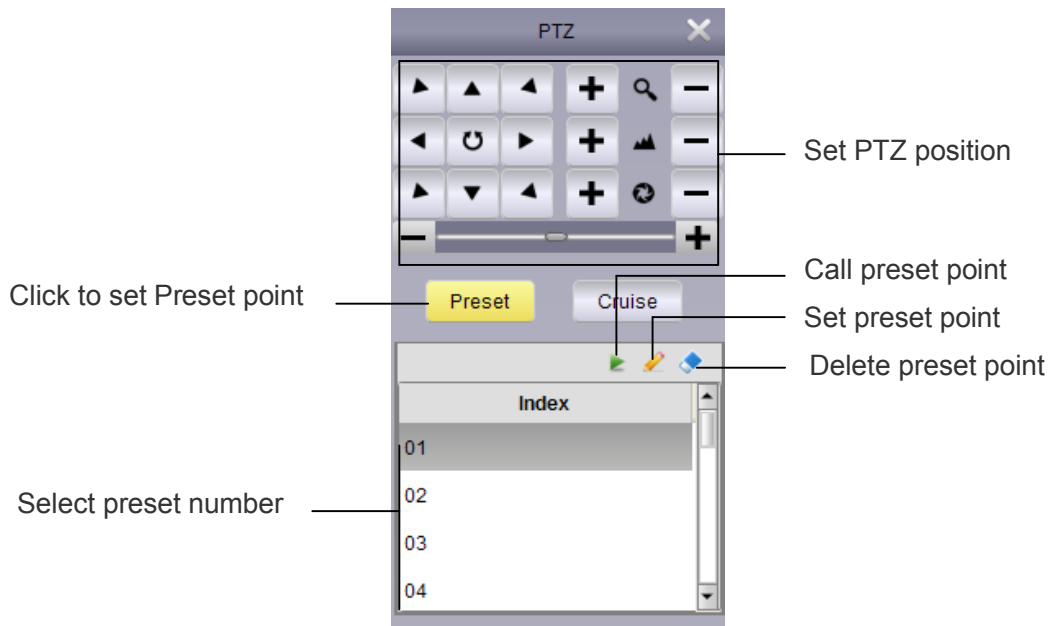 PTZ
Set PTZ position
Call preset point
Click to set Preset point
Preset
Cruise
Set preset point
Delete preset point
Index
01
Select preset number
02
03
04